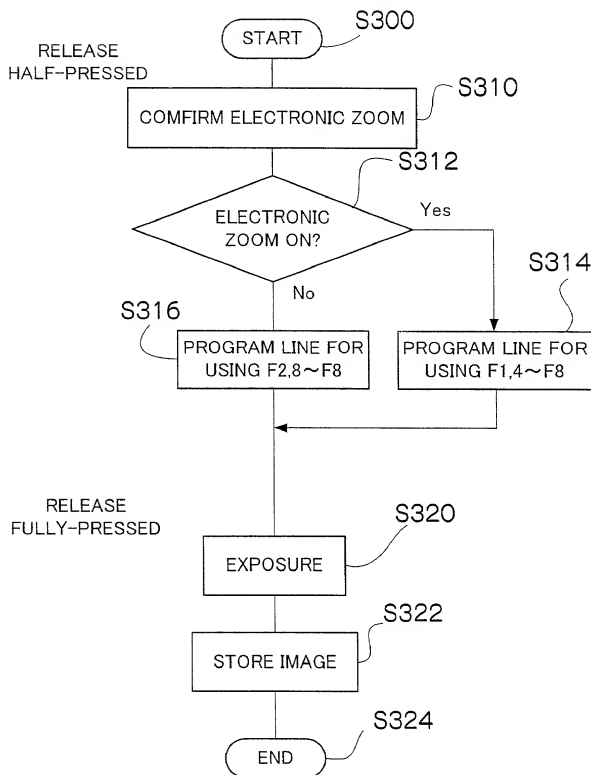 S300
START
RELEASE
HALF-PRESSED
S310
COMFIRM ELECTRONIC ZOOM
S312
ELECTRONIC
ZOOM ON?
Yes
No
S314
S316
PROGRAM LINE FOR
USING F2,8～F8
PROGRAM LINE FOR
USING F1,4～F8
RELEASE
FULLY-PRESSED
S320
EXPOSURE
S322
STORE IMAGE
S324
END